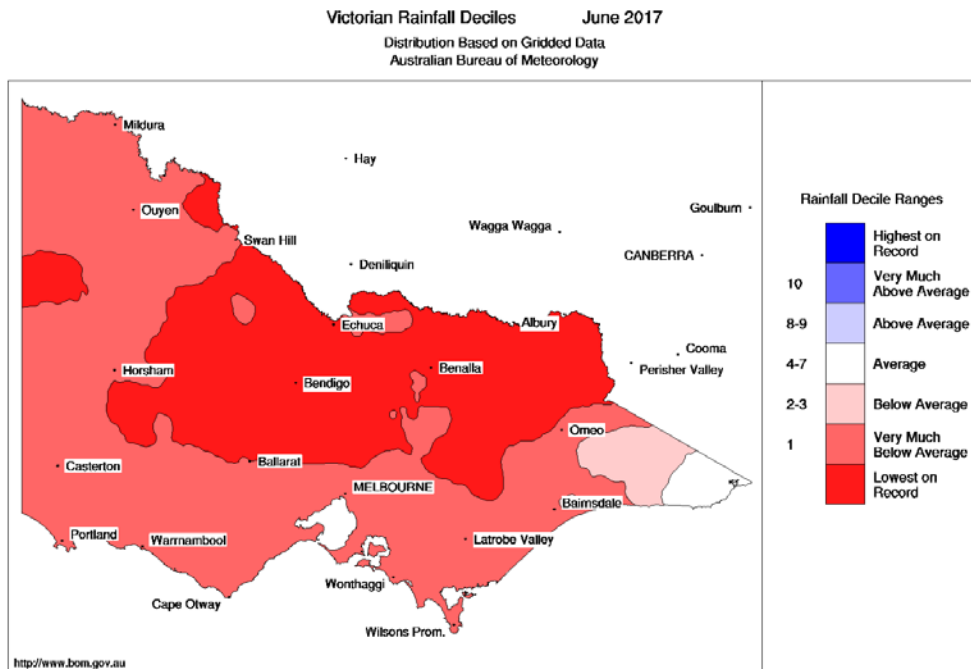 Victorian Rainfall Deciles June 2017
Distribution Based on Gridded Data
Australian Bureau of Meteorology
Mildura
Hay
Ouyen
Goulburn
Wagga Wagga
Swan Hill
CANBERRA
Deniliquin
Echuca
Albury
Cooma
Perisher Valley
Horsham
Benalla
Bendigo
Omeo
Casterton
Ballarat
MELBOURNE
Bairnsdale
Portland
Warrnambool
Latrobe Valley
Wonthaggi
Cape Otway
Wilsons Prom.
Rainfall Decile Ranges
Highest on
Record
10 Very Much
Above Average
8-9 Above Average
4-7 Average
2-3 Below Average
1 Very Much
Below Average
Lowest on
Record
http://www.bom.gov.au